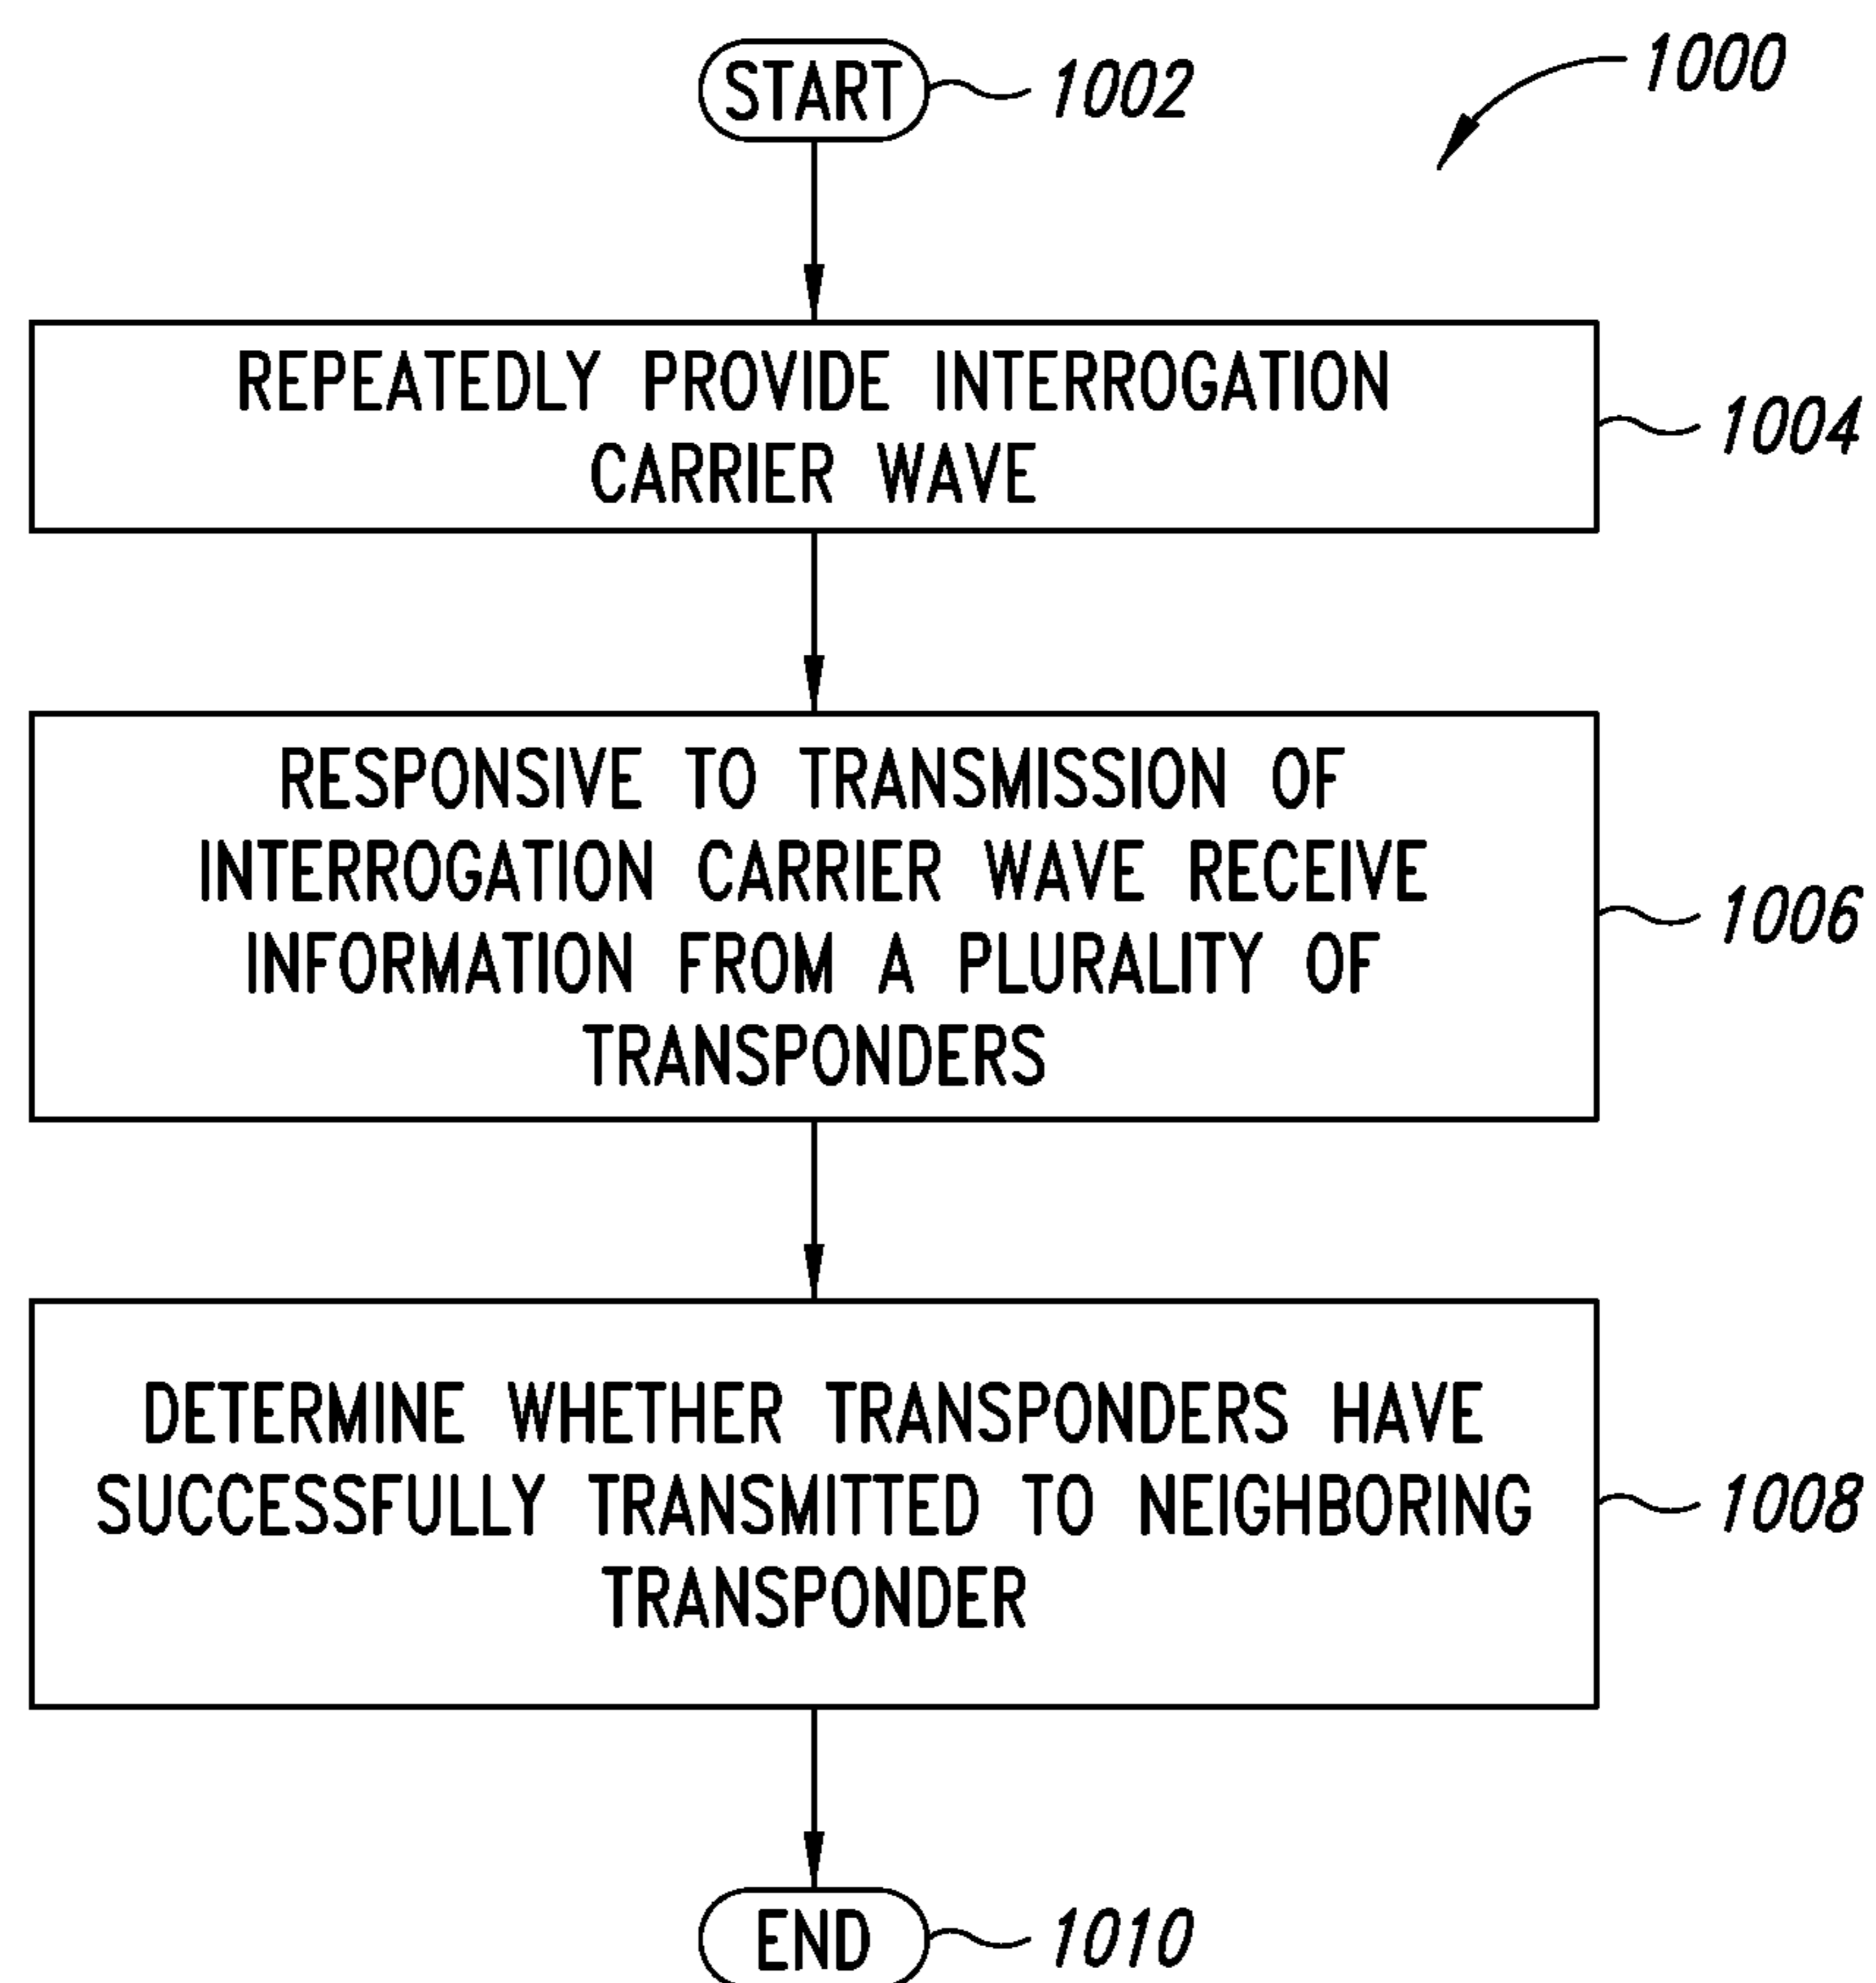 START
1002
1000
REPEATEDLY PROVIDE INTERROGATION
CARRIER WAVE
1004
RESPONSIVE TO TRANSMISSION OF
INTERROGATION CARRIER WAVE RECEIVE
INFORMATION FROM A PLURALITY OF
TRANSPONDERS
1006
DETERMINE WHETHER TRANSPONDERS HAVE
SUCCESSFULLY TRANSMITTED TO NEIGHBORING
TRANSPONDER
1008
END
1010